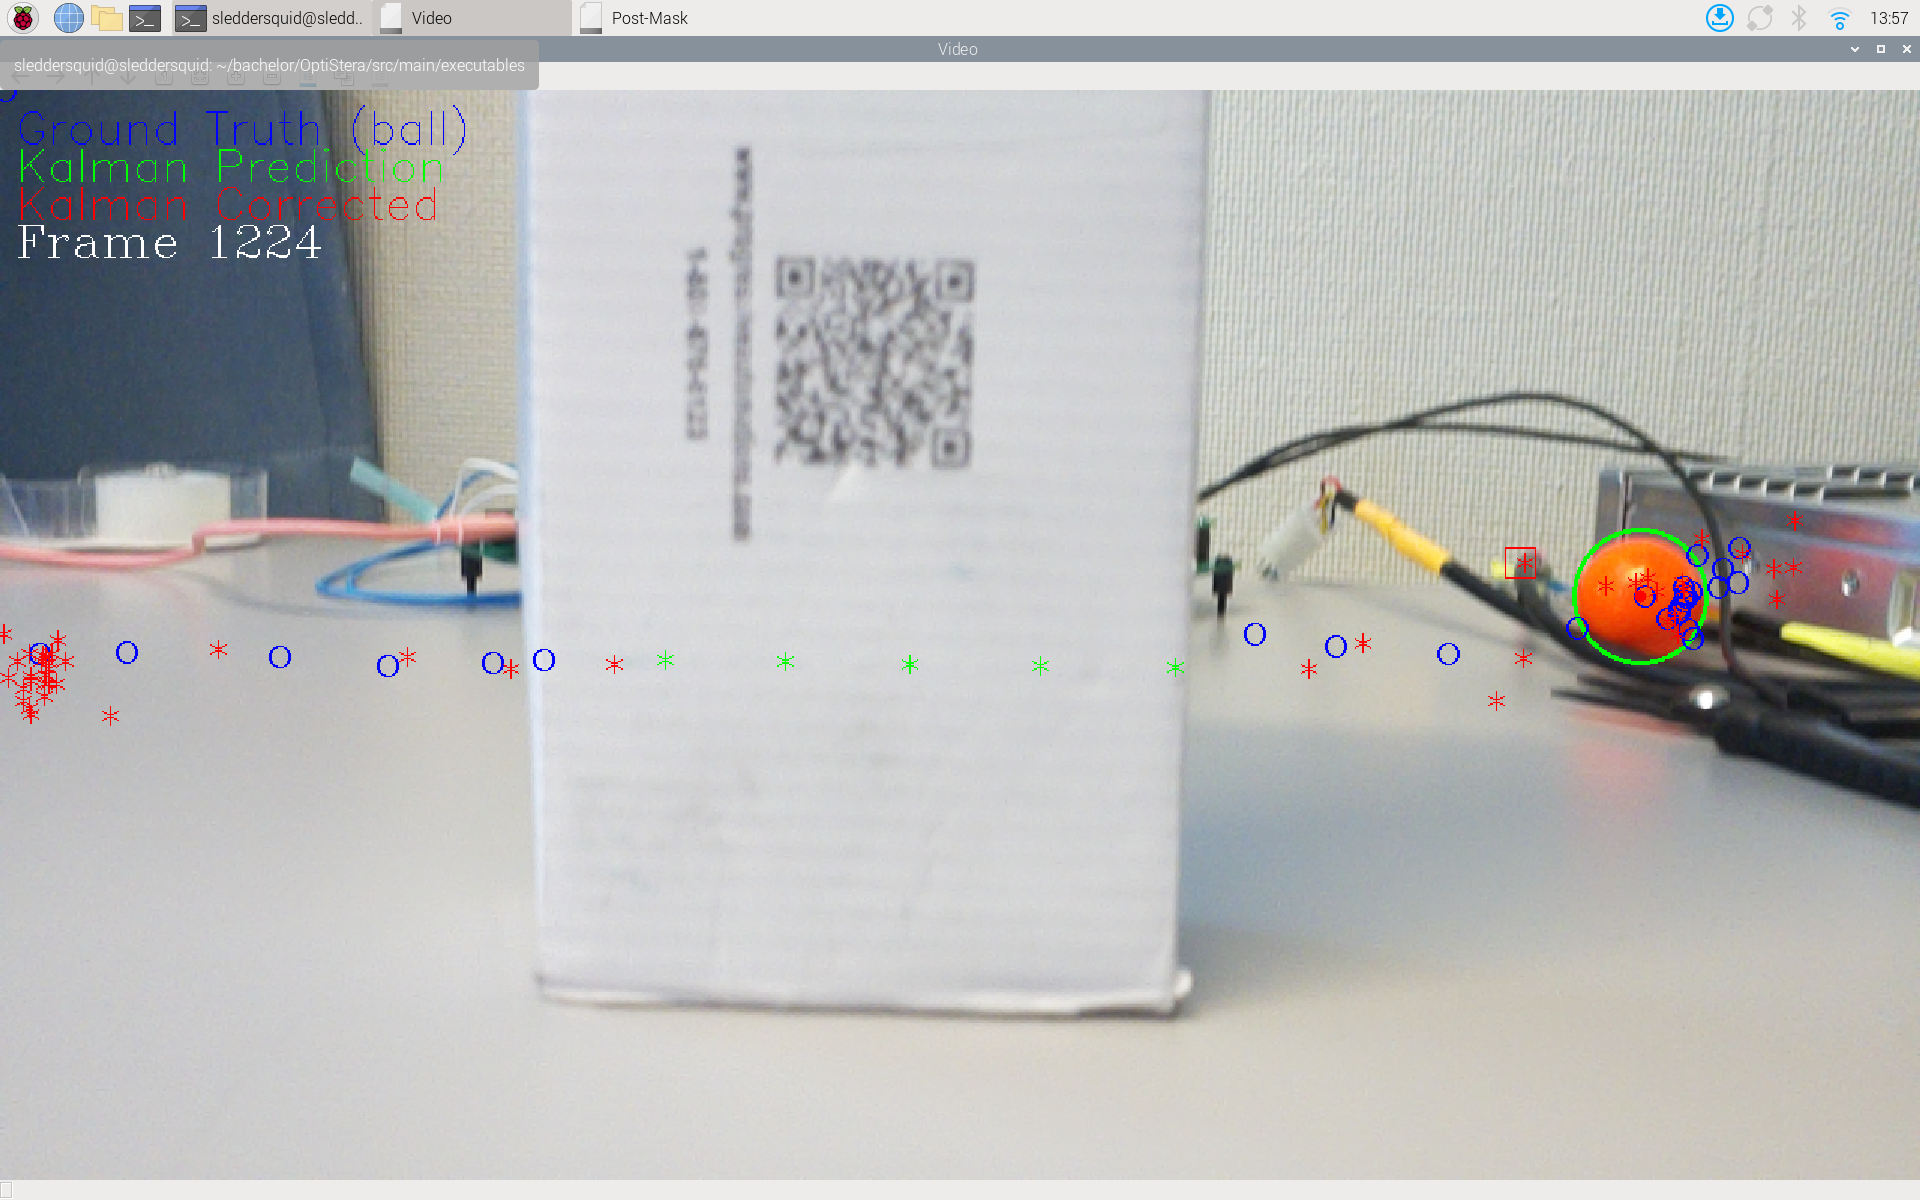 sleddersquid@sledd..
Video
Post-Mask
13:57
Video
sleddersquid@sleddersquid: ~/bachelor/OptiStera/src/main/executables
Ground Truth (ball)
Kalman Prediction
Kalman Corrected
Frame 1224